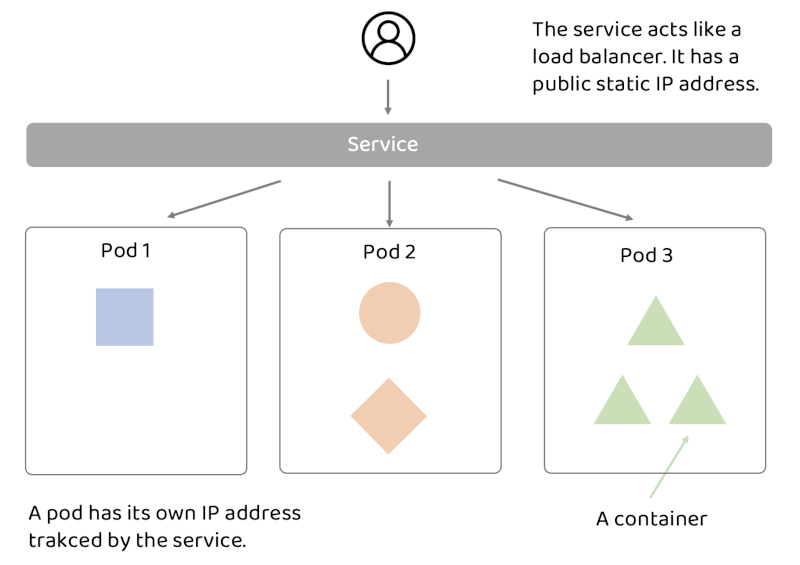 The service acts like a
load balancer. It has a
public static IP address.
Service
Pod 1
Pod 2
Pod 3
A pod has its own IP address
trakced by the service.
A container